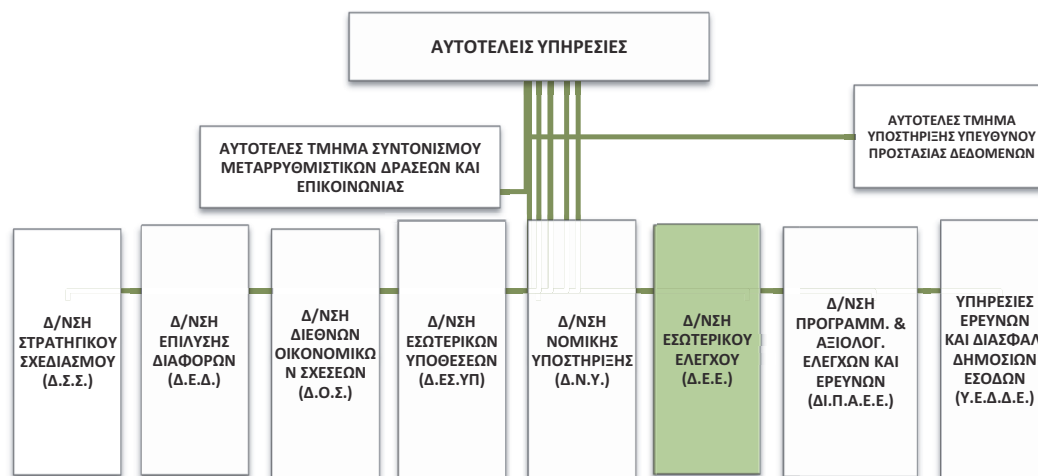 ΑΥΤΟΤΕΛΕΙΣ ΥΠΗΡΕΣΙΕΣ
ΑΥΤΟΤΕΛΕΣ ΤΜΗΜΑ
ΥΠΟΣΤΗΡΙΞΗΣ ΥΠΕΥΘΥΝΟΥ
ΠΡΟΣΤΑΣΙΑΣ ΔΕΔΟΜΕΝΩΝ
ΑΥΤΟΤΕΛΕΣ ΤΜΗΜΑ ΣΥΝΤΟΝΙΣΜΟΥ
ΜΕΤΑΡΡΥΘΜΙΣΤΙΚΩΝ ΔΡΑΣΕΩΝ ΚΑΙ
ΕΠΙΚΟΙΝΩΝΙΑΣ
Δ/ΝΣΗ
ΣΤΡΑΤΗΓΙΚΟΥ
ΣΧΕΔΙΑΣΜΟΥ
(Δ.Σ.Σ.)
Δ/ΝΣΗ
ΕΠΙΛΥΣΗΣ
ΔΙΑΦΟΡΩΝ
(Δ.Ε.Δ.)
Δ/ΝΣΗ
ΔΙΕΘΝΩΝ
ΟΙΚΟΝΟΜΙΚΩ
Ν ΣΧΕΣΕΩΝ
(Δ.Ο.Σ.)
Δ/ΝΣΗ
ΕΣΩΤΕΡΙΚΩΝ
ΥΠΟΘΕΣΕΩΝ
(Δ.ΕΣ.ΥΠ)
Δ/ΝΣΗ
ΝΟΜΙΚΗΣ
ΥΠΟΣΤΗΡΙΞΗΣ
(Δ.Ν.Υ.)
Δ/ΝΣΗ
ΕΣΩΤΕΡΙΚΟΥ
ΕΛΕΓΧΟΥ
(Δ.Ε.Ε.)
Δ/ΝΣΗ
ΠΡΟΓΡΑΜΜ. &
ΑΞΙΟΛΟΓ.
ΕΛΕΓΧΩΝ ΚΑΙ
ΕΡΕΥΝΩΝ
(ΔΙ.Π.Α.Ε.Ε.)
ΥΠΗΡΕΣΙΕΣ
ΕΡΕΥΝΩΝ
ΚΑΙ ΔΙΑΣΦΑΛ
ΔΗΜΟΣΙΩΝ
ΕΣΟΔΩΝ
(Υ.Ε.Δ.Δ.Ε.)